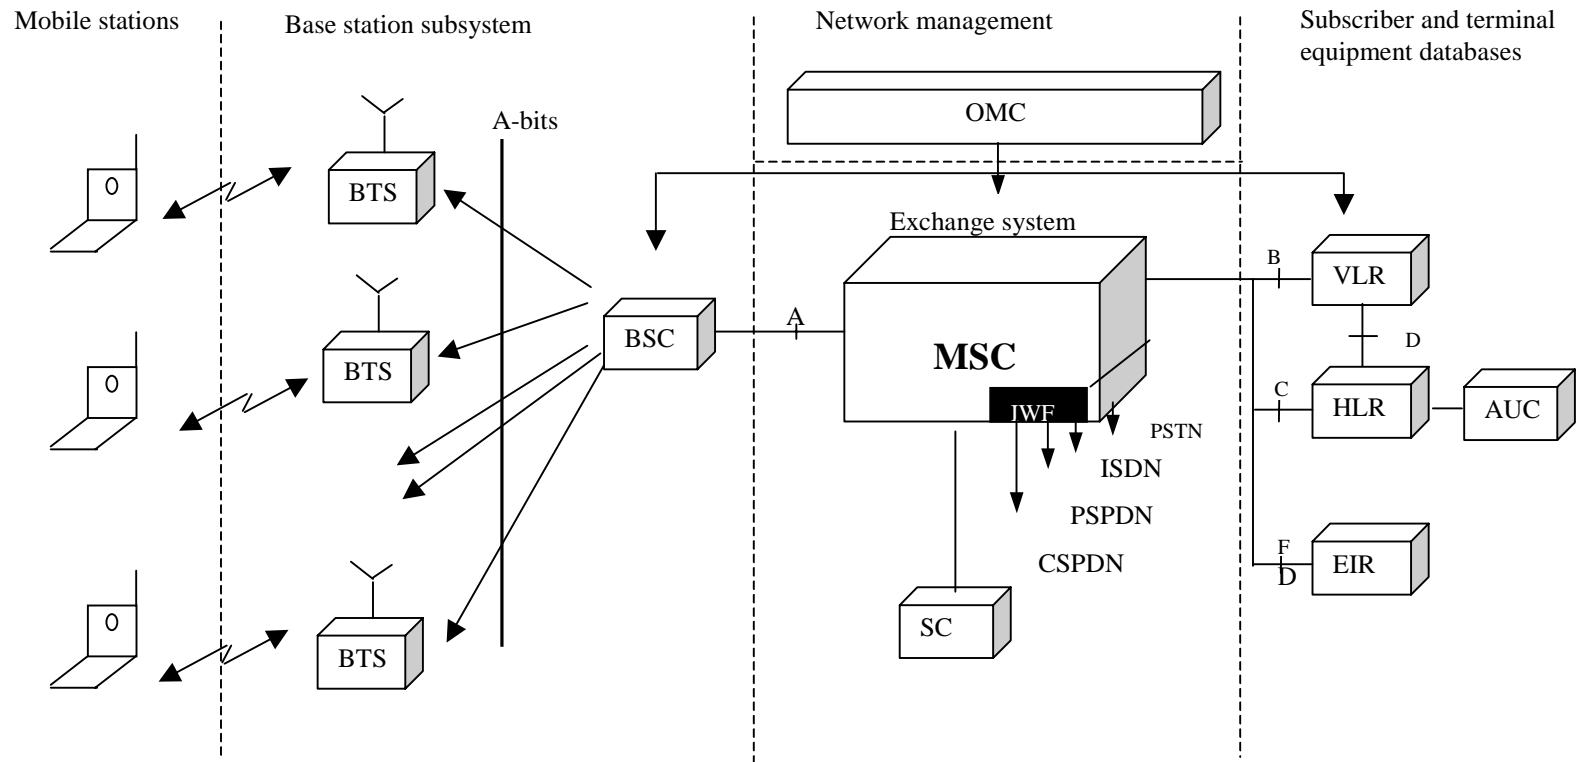 Mobile stations
Base station subsystem
Network management
Subscriber and terminal
equipment databases
OMC
A-bits
BTS
Exchange system
B
VLR
A
BSC
MSC
D
BTS
C
HLR
AUC
IWF
PSTN
ISDN
PSPDN
CSPDN
F
D
EIR
SC
BTS